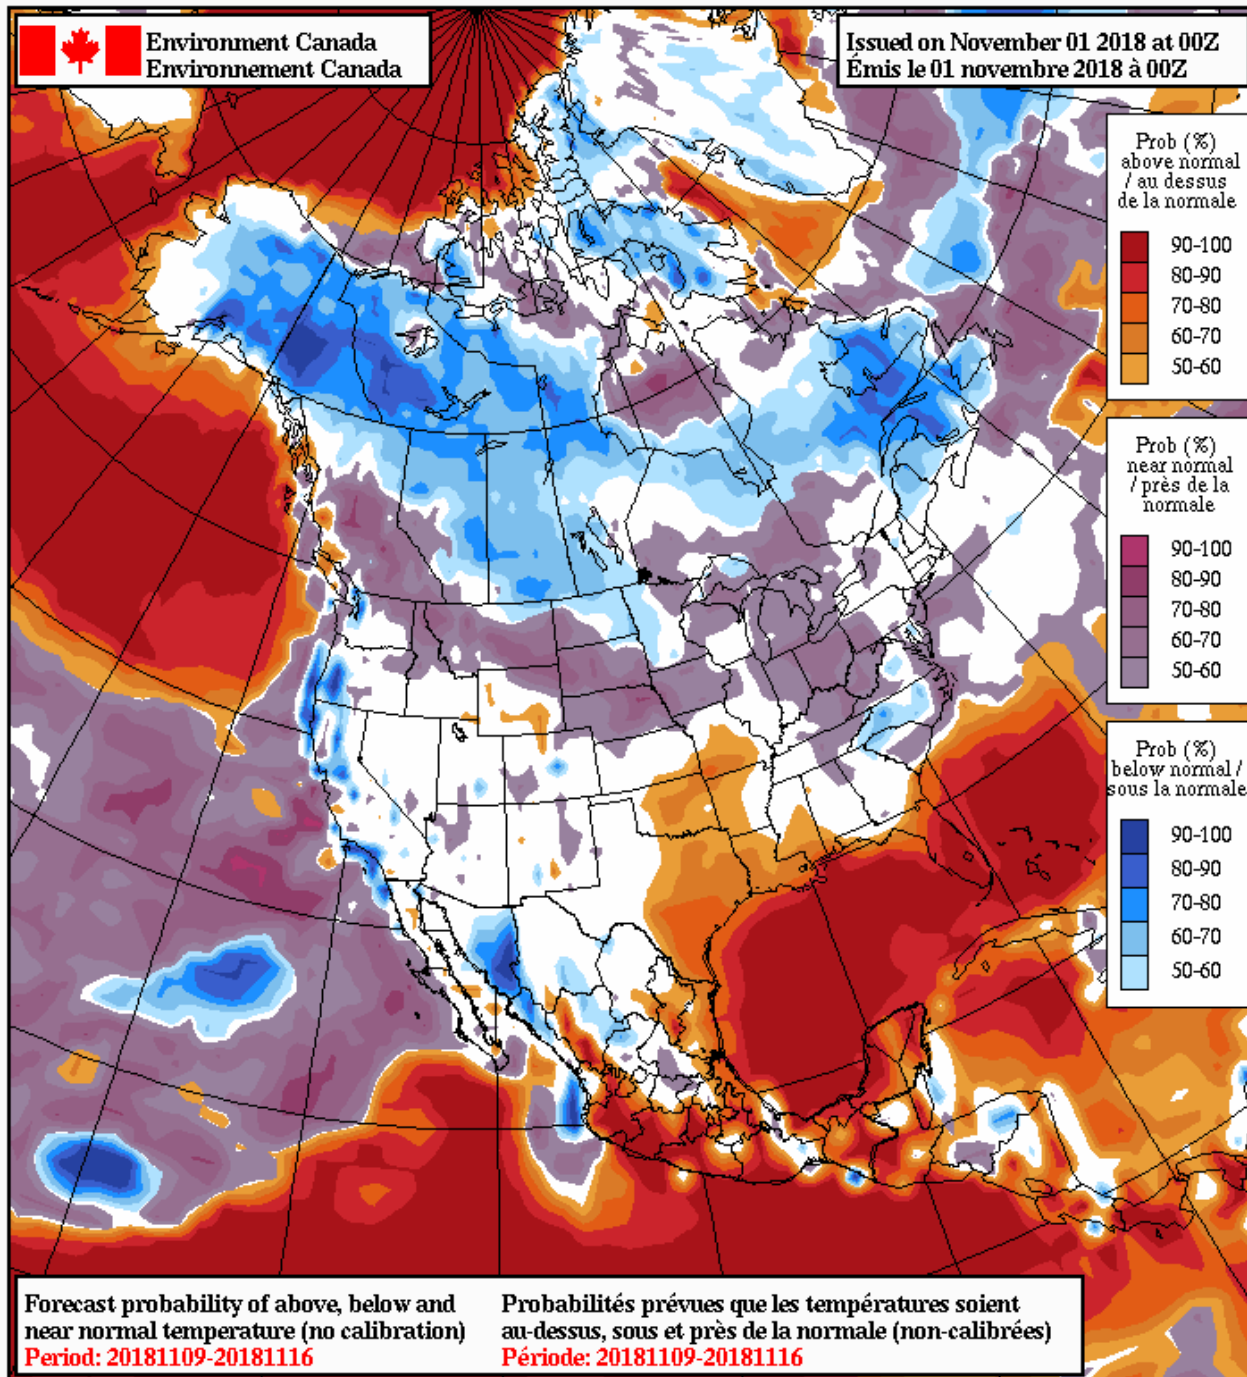 Environment Canada
Environnement Canada
Issued on November 01 2018 at 00Z
Émis le 01 novembre 2018 à 00Z
Prob (%)
above normal
/ au dessus
de la normale
90-100
80-90
70-80
60-70
50-60
Prob (%)
near normal
/ près de la
normale
90-100
80-90
70-80
60-70
50-60
Prob (%)
below normal /
sous la normale
90-100
80-90
70-80
60-70
50-60
Forecast probability of above, below and
near normal temperature (no calibration)
Period: 20181109-20181116
Probabilités prévues que les températures soient
au-dessus, sous et près de la normale (non-calibrées)
Période: 20181109-20181116